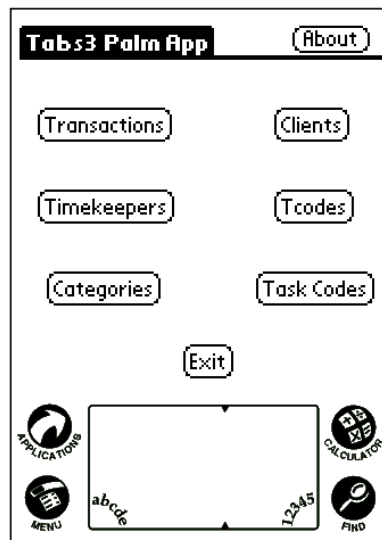 Tabs3 Palm App About
Transactions Clients
Timekeepers Tcodes
Categories Task Codes
Exit
APPLICATIONS CALCULATOR
abcde 12345
MENU FIND